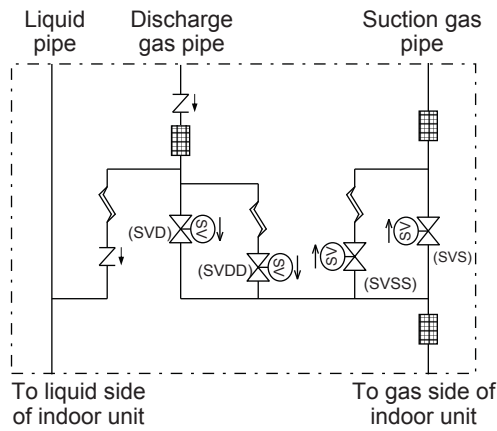 Liquid pipe
Discharge gas pipe
Suction gas pipe
(SVD)
SV
(SVDD)
SV
SV
(SVSS)
SV
(SVS)
To liquid side of indoor unit
To gas side of indoor unit